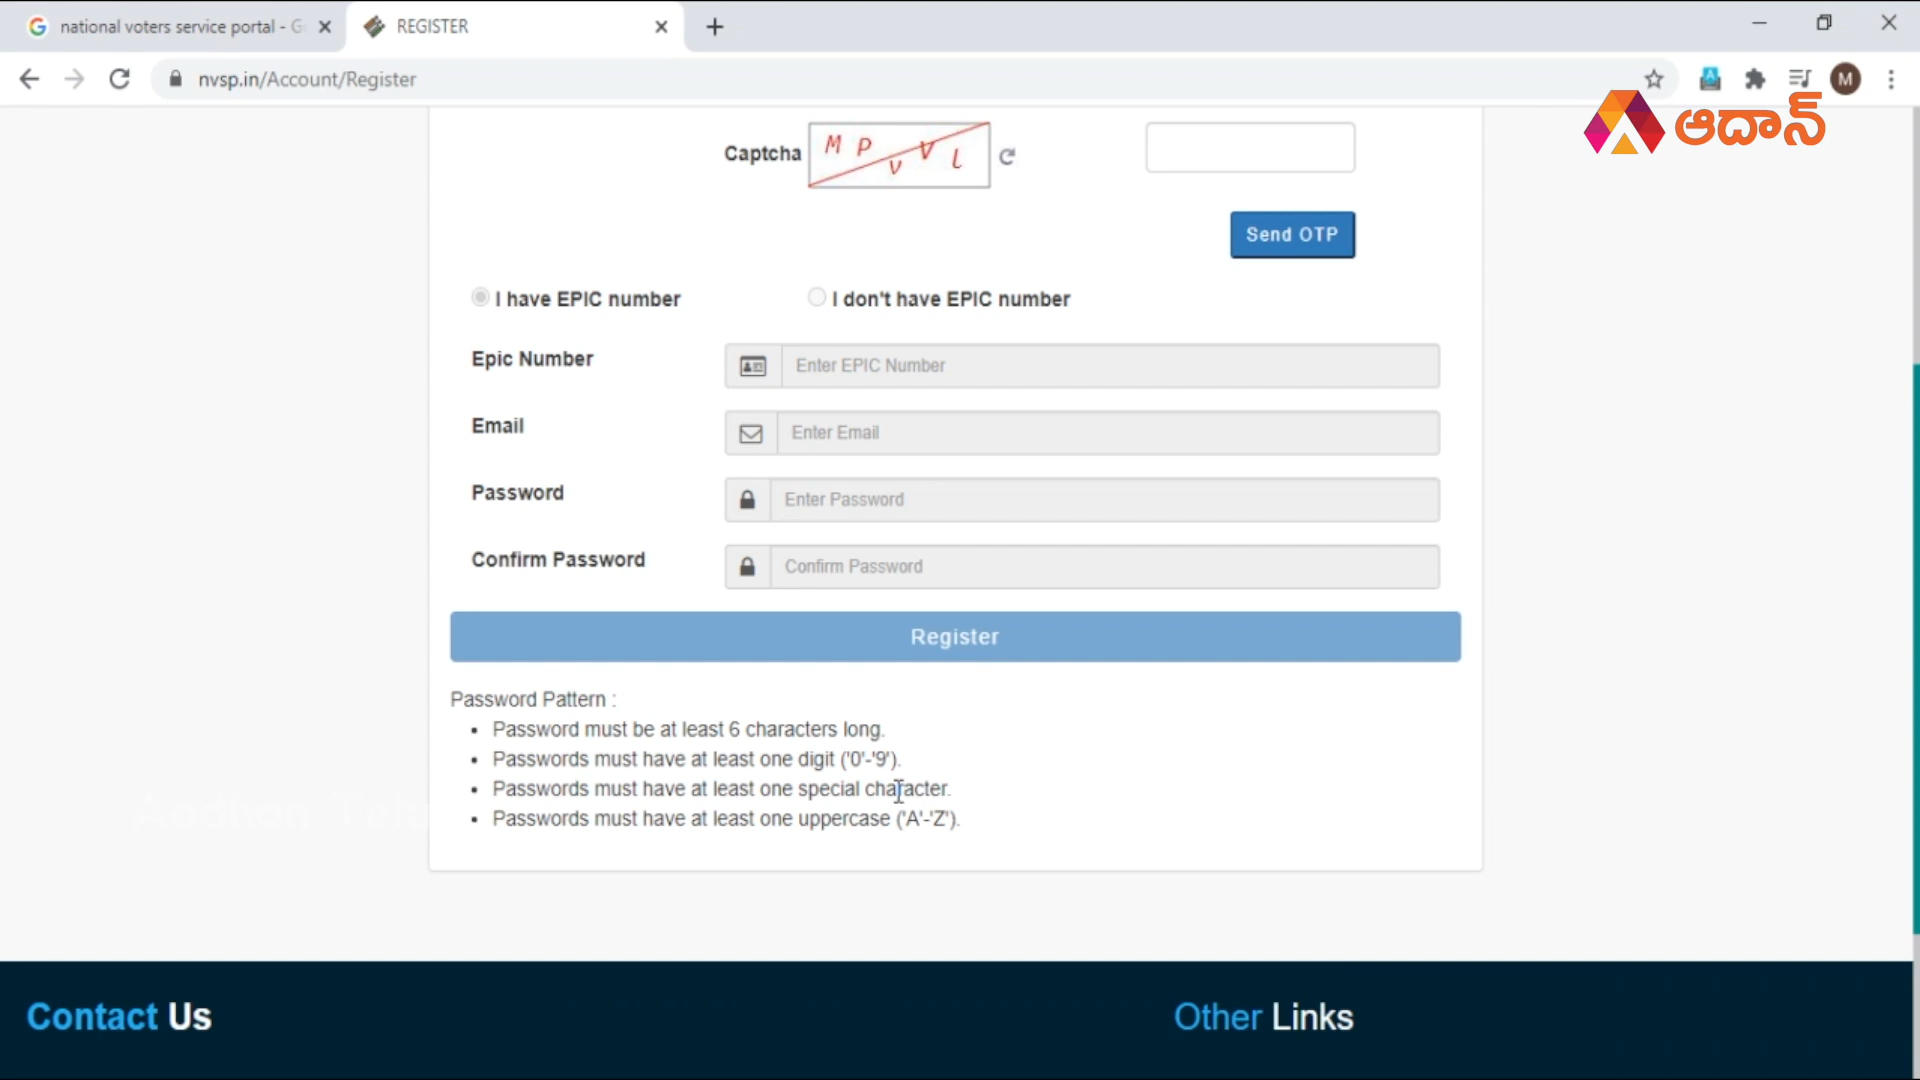 national voters service portal - G
REGISTER
nvsp.in/Account/Register
M
ఆదాన్
Captcha
M P V V L
Send OTP
I have EPIC number
I don't have EPIC number
Epic Number
Enter EPIC Number
Email
Enter Email
Password
Enter Password
Confirm Password
Confirm Password
Register
Password Pattern :
Password must be at least 6 characters long.
Passwords must have at least one digit ('0'-'9').
Passwords must have at least one special character.
Passwords must have at least one uppercase ('A'-'Z').
Aadhan
Contact Us
Other Links